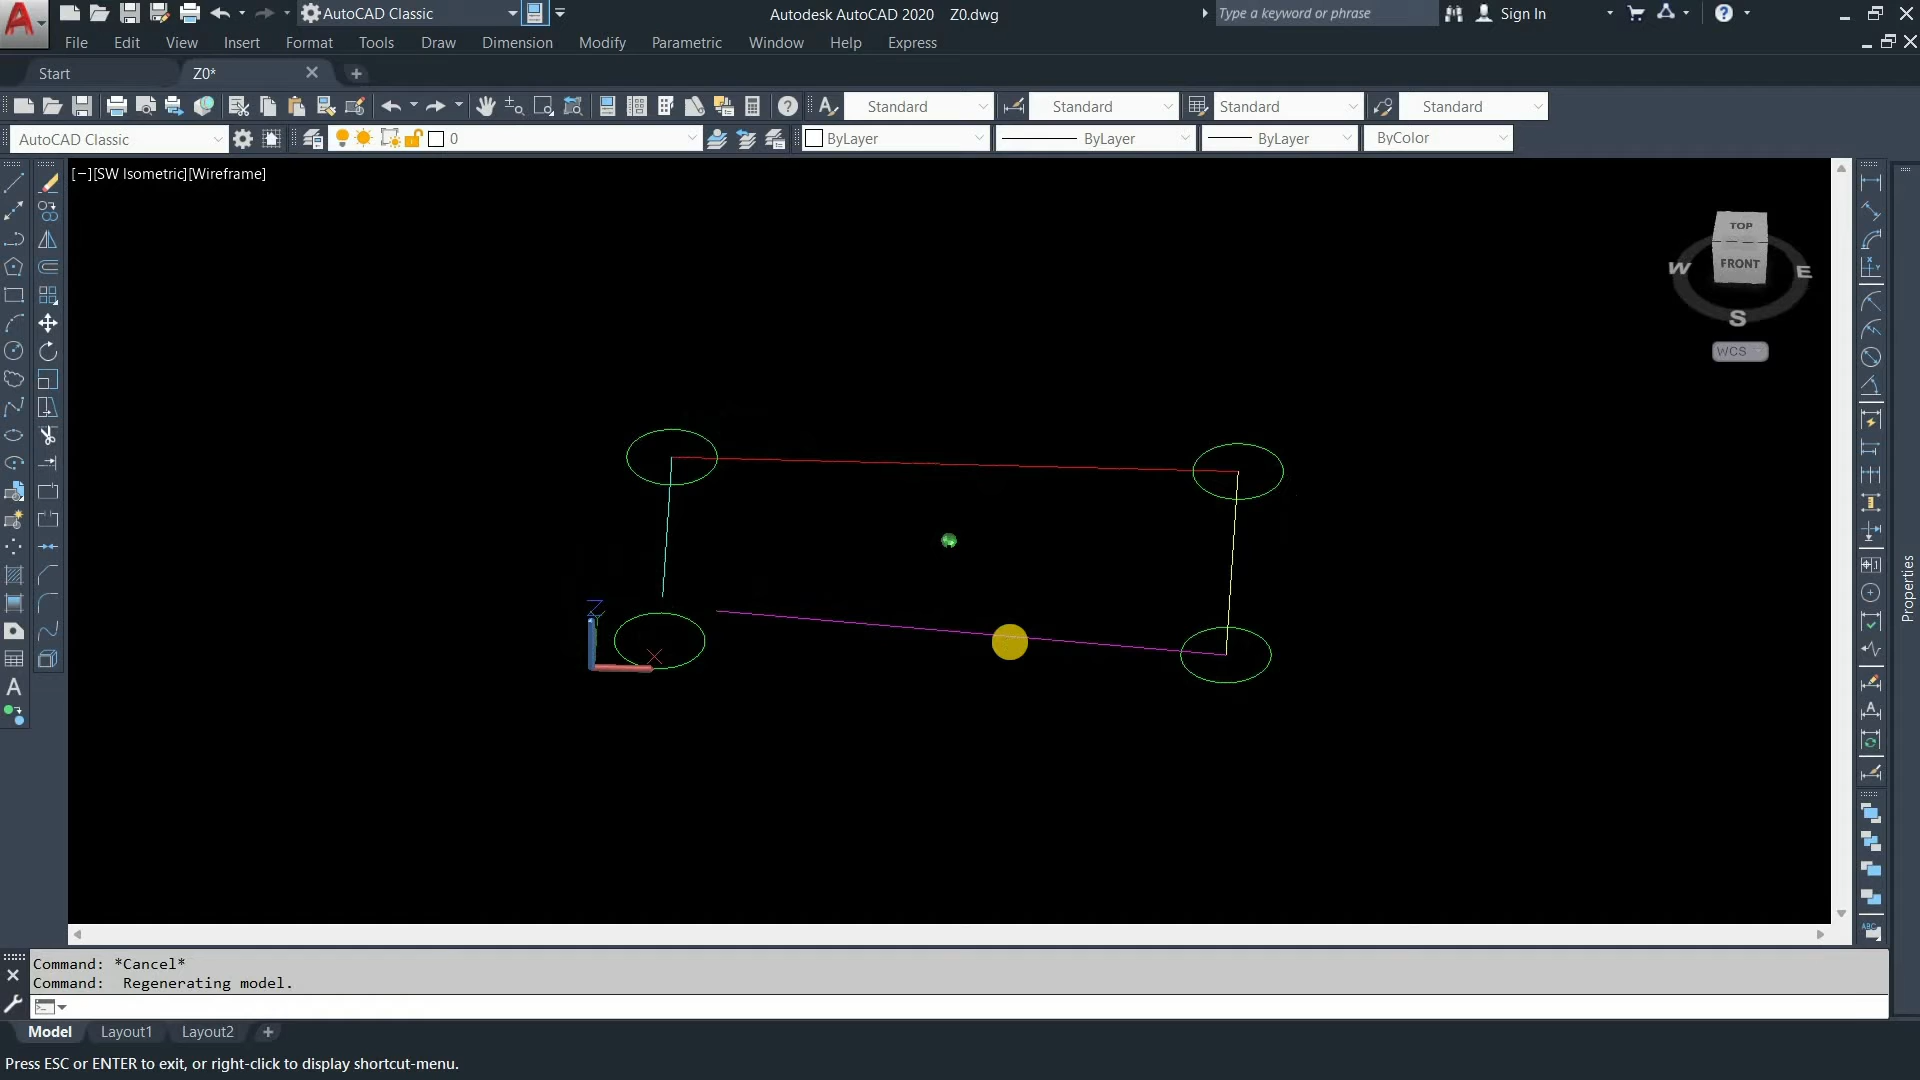 AutoCAD Classic Autodesk AutoCAD 2020 Z0.dwg Type a keyword or phrase Sign In
File Edit View Insert Format Tools Draw Dimension Modify Parametric Window Help Express
Start Z0*
Standard Standard Standard Standard
AutoCAD Classic 0 ByLayer ByLayer ByLayer ByColor
[−][SW Isometric][Wireframe]
TOP
FRONT
W E
S
WCS
Z
X
Properties
Command: *Cancel*
Command: Regenerating model.
Model Layout1 Layout2
Press ESC or ENTER to exit, or right-click to display shortcut-menu.